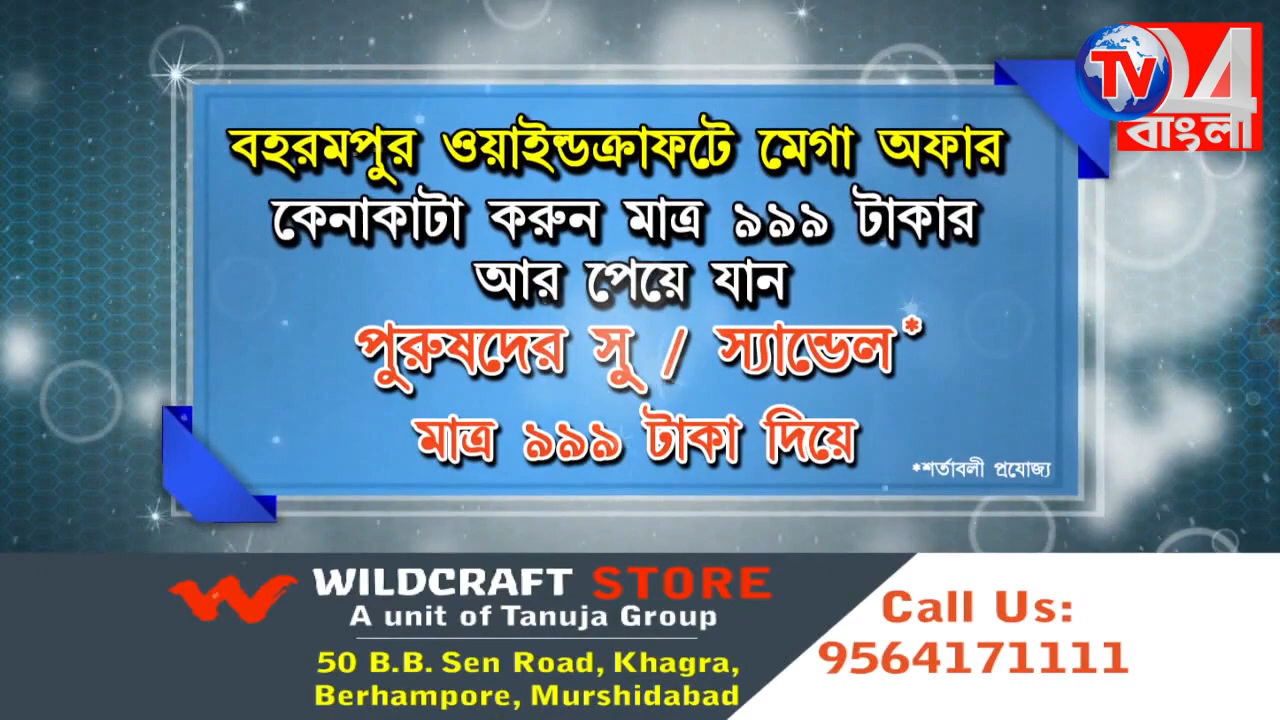 TV 24
বাংলা
বহরমপুর ওয়াইল্ডক্রাফটে মেগা অফার
কেনাকাটা করুন মাত্র ৯৯৯ টাকার
আর পেয়ে যান
পুরুষদের সু / স্যান্ডেল*
মাত্র ৯৯৯ টাকা দিয়ে
*শর্তাবলী প্রযোজ্য
WILDCRAFT STORE
A unit of Tanuja Group
50 B.B. Sen Road, Khagra,
Berhampore, Murshidabad
Call Us:
9564171111